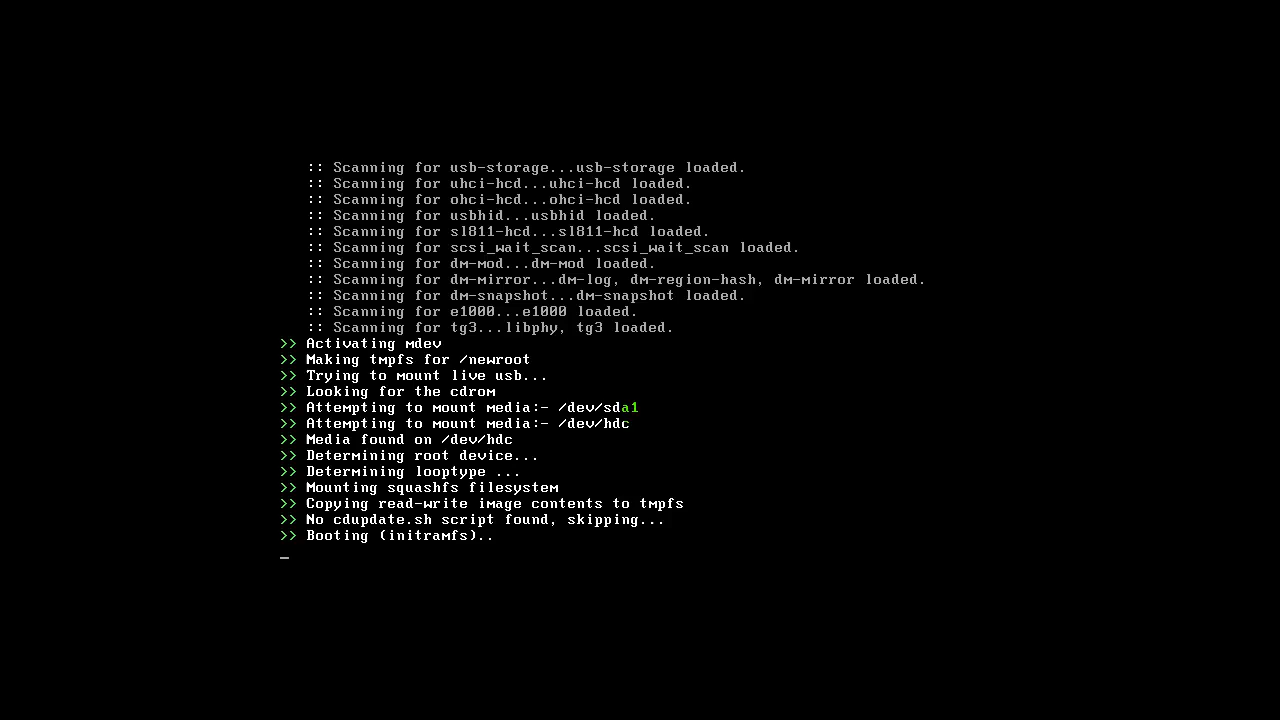 :: Scanning for usb-storage...usb-storage loaded.
:: Scanning for uhci-hcd...uhci-hcd loaded.
:: Scanning for ohci-hcd...ohci-hcd loaded.
:: Scanning for usbhid...usbhid loaded.
:: Scanning for sl811-hcd...sl811-hcd loaded.
:: Scanning for scsi_wait_scan...scsi_wait_scan loaded.
:: Scanning for dm-mod...dm-mod loaded.
:: Scanning for dm-mirror...dm-log, dm-region-hash, dm-mirror loaded.
:: Scanning for dm-snapshot...dm-snapshot loaded.
:: Scanning for e1000...e1000 loaded.
:: Scanning for tg3...libphy, tg3 loaded.
>> Activating mdev
>> Making tmpfs for /newroot
>> Trying to mount live usb...
>> Looking for the cdrom
>> Attempting to mount media:- /dev/sda1
>> Attempting to mount media:- /dev/hdc
>> Media found on /dev/hdc
>> Determining root device...
>> Determining looptype ...
>> Mounting squashfs filesystem
>> Copying read-write image contents to tmpfs
>> No cdupdate.sh script found, skipping...
>> Booting (initramfs)..
_